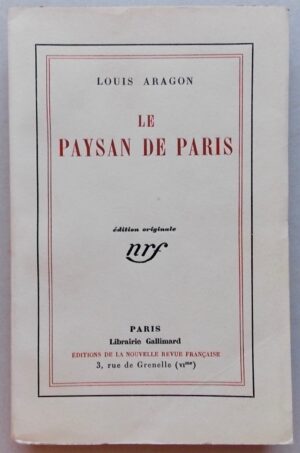 LOUIS ARAGON
LE
PAYSAN DE PARIS
édition originale
nrf
PARIS
Librairie Gallimard
ÉDITIONS DE LA NOUVELLE REVUE FRANÇAISE
3, rue de Grenelle (VIme)